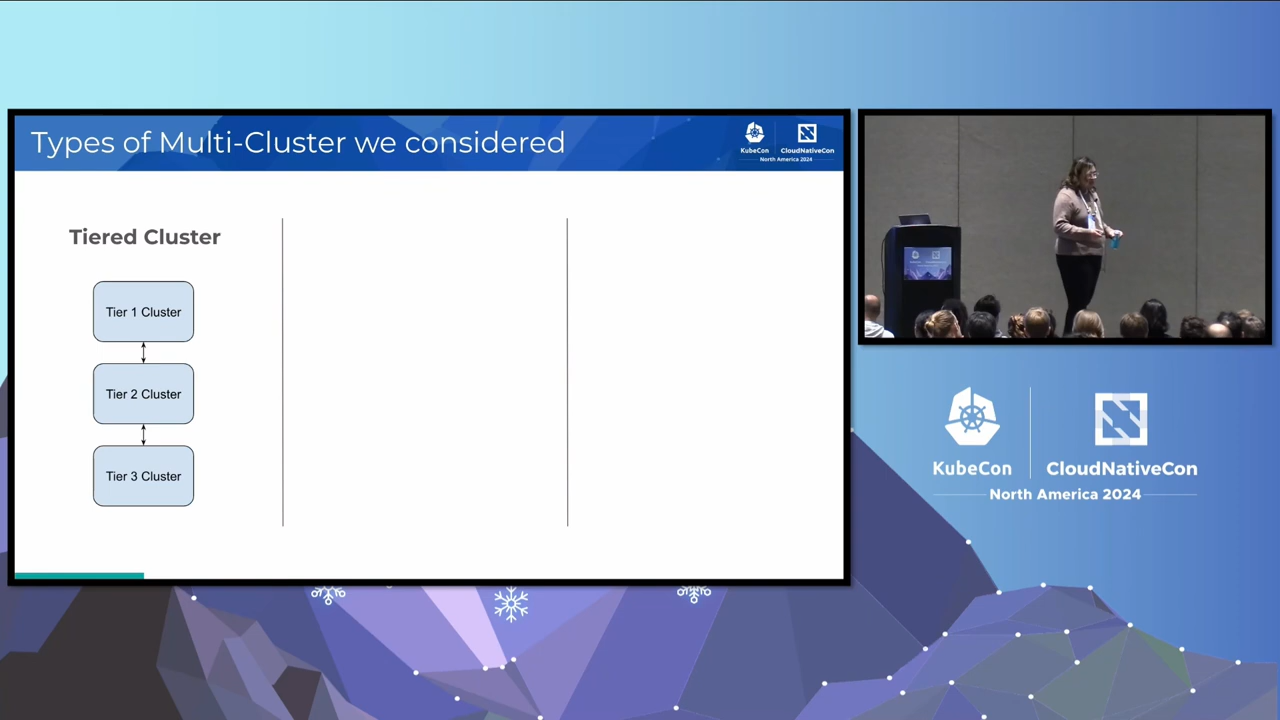 Types of Multi-Cluster we considered
KubeCon
CloudNativeCon
North America 2024
Tiered Cluster
Tier 1 Cluster
Tier 2 Cluster
Tier 3 Cluster
KubeCon
CloudNativeCon
North America 2024